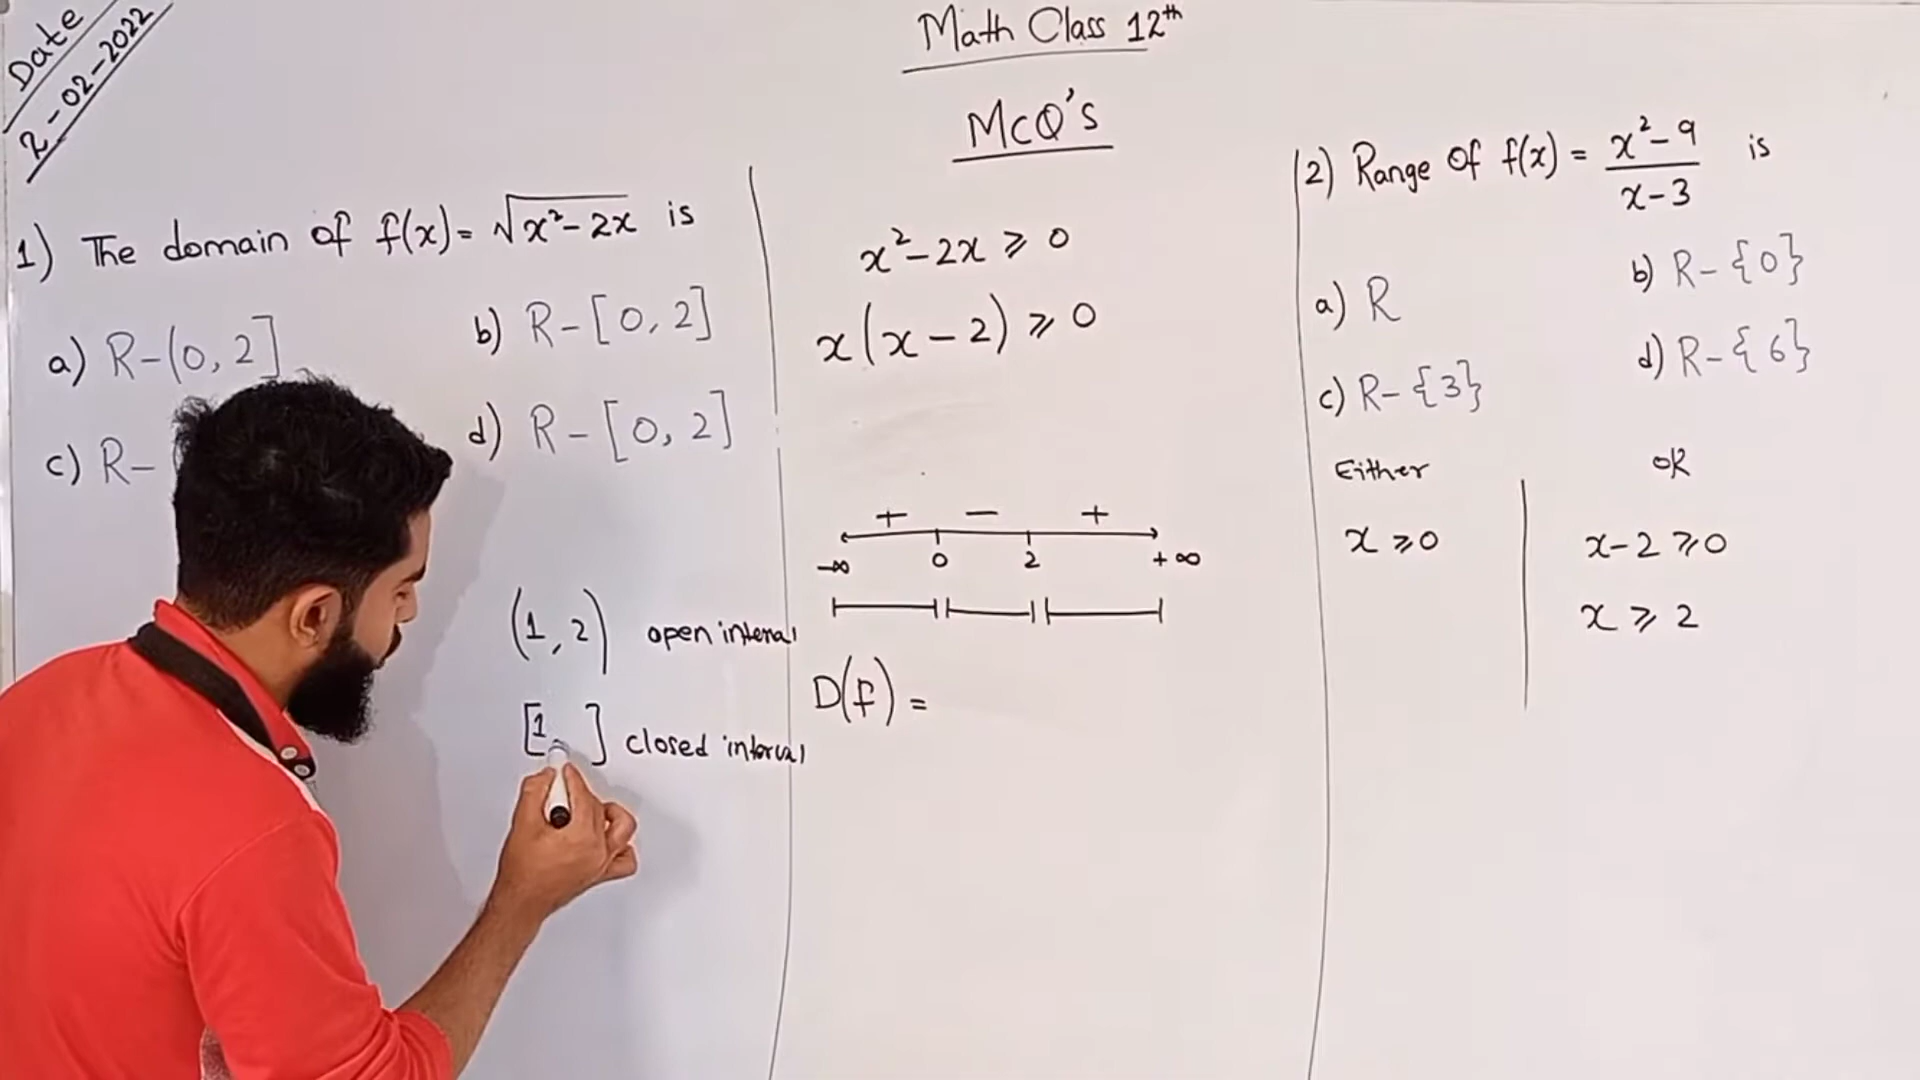 Date
2-02-2022
Math Class 12th
McQ's
1) The domain of f(x)= √x²-2x is
a) R-(0,2]
b) R-[0,2]
c) R-
d) R-[0,2]
(1,2) open interval
[1, ] closed interval
x²-2x ⩾ 0
x(x-2) ⩾ 0
+ - +
-∞ 0 2 +∞
D(f) =
2) Range of f(x) = x²-9 / x-3 is
a) R
b) R-{0}
c) R-{3}
d) R-{6}
Either
x ⩾ 0
OR
x-2 ⩾ 0
x ⩾ 2